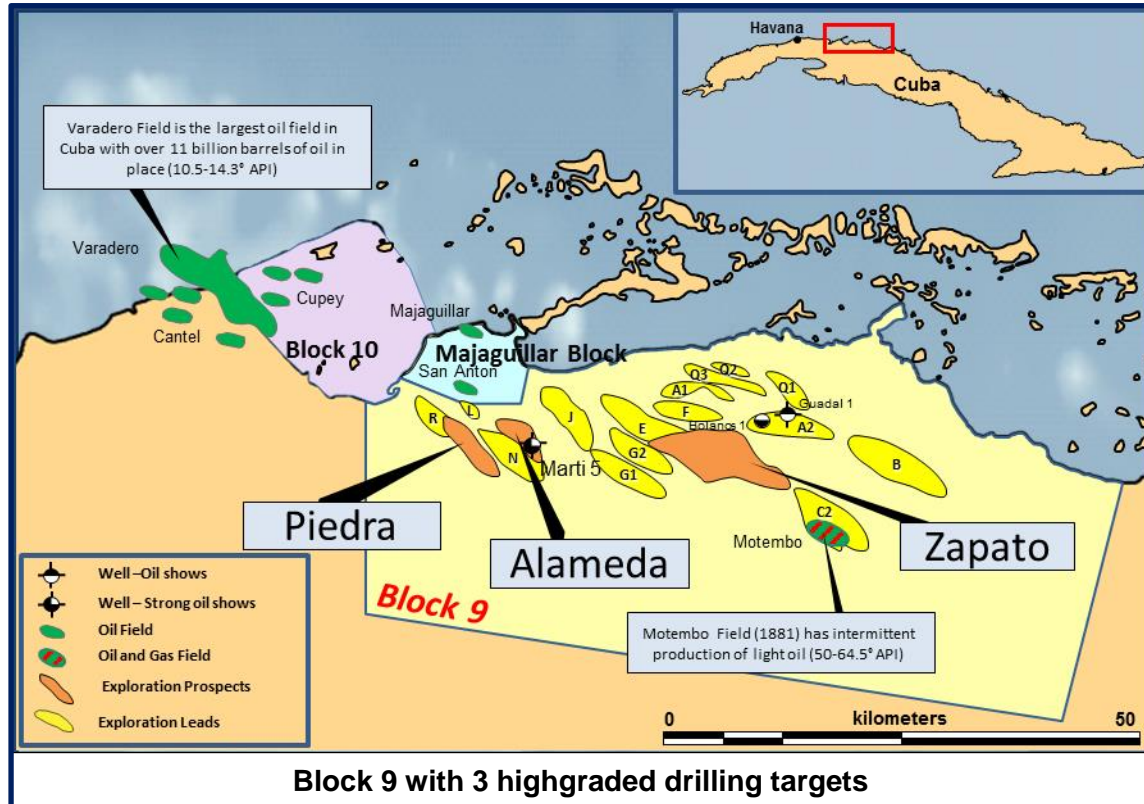 Havana
Cuba
Varadero Field is the largest oil field in
Cuba with over 11 billion barrels of oil in
place (10.5-14.3° API)
Varadero
Cupey
Cantel
Majaguillar
Block 10
Majaguillar Block
San Anton
Q3
Q2
Q1
A1
Guadal 1
R
L
J
F
E
Bolanos 1
A2
N
Marti 5
G2
G1
B
C2
Piedra
Alameda
Motembo
Zapato
Block 9
Motembo Field (1881) has intermittent
production of light oil (50-64.5° API)
Well –Oil shows
Well – Strong oil shows
Oil Field
Oil and Gas Field
Exploration Prospects
Exploration Leads
0 kilometers 50
Block 9 with 3 highgraded drilling targets